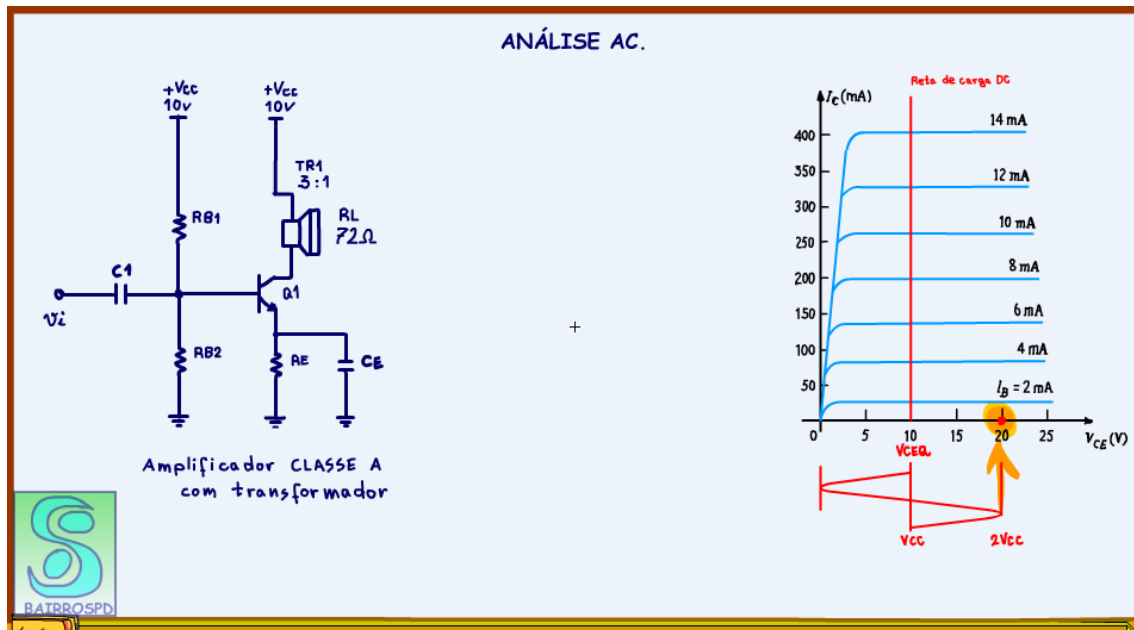 ANÁLISE AC.
+Vcc
10v
+Vcc
10v
TR1
3:1
RB1
RL
72Ω
C1
Q1
vi
RB2
RE
CE
Amplificador CLASSE A
com transformador
BAIRROSPD
Reta de carga DC
I_C (mA)
14 mA
400
350
12 mA
300
10 mA
250
8 mA
200
6 mA
150
4 mA
100
I_B = 2 mA
50
0 5 10 15 20 25 V_CE (V)
VCEQ
VCC 2VCC